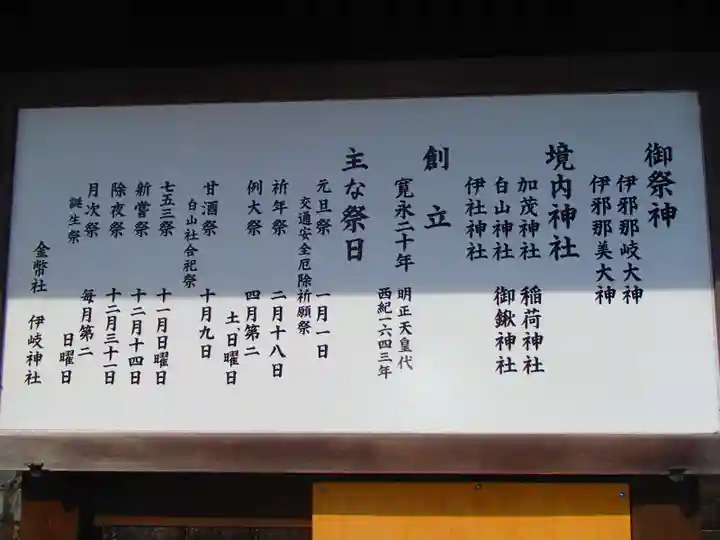 御祭神
伊邪那岐大神
伊邪那美大神
境内神社
加茂神社 稲荷神社
白山神社 御鍬神社
伊社神社
創立
寛永二十年 明正天皇代
西紀一六四三年
主な祭日
元旦祭 一月一日
交通安全厄除祈願祭
祈年祭 二月十八日
例大祭 四月第二
土、日曜日
甘酒祭 十月九日
白山社合祀祭
七五三祭 十一月日曜日
新嘗祭 十二月十四日
除夜祭 十二月三十一日
月次祭 毎月第二
誕生祭 日曜日
金幣社 伊岐神社